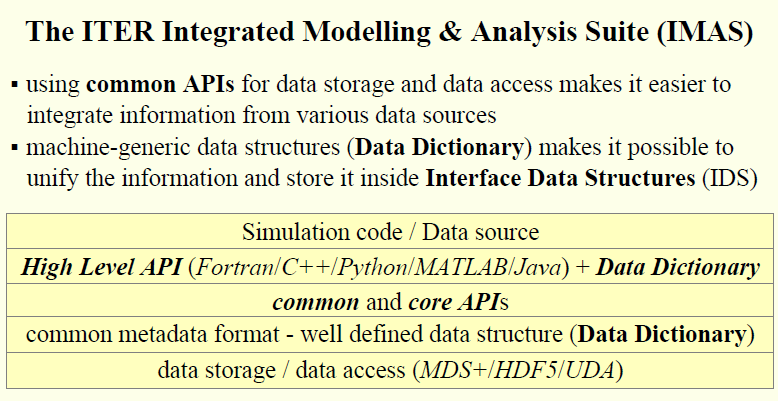 The ITER Integrated Modelling & Analysis Suite (IMAS)
▪ using common APIs for data storage and data access makes it easier to
integrate information from various data sources
▪ machine-generic data structures (Data Dictionary) makes it possible to
unify the information and store it inside Interface Data Structures (IDS)
Simulation code / Data source
High Level API (Fortran/C++/Python/MATLAB/Java) + Data Dictionary
common and core APIs
common metadata format - well defined data structure (Data Dictionary)
data storage / data access (MDS+/HDF5/UDA)